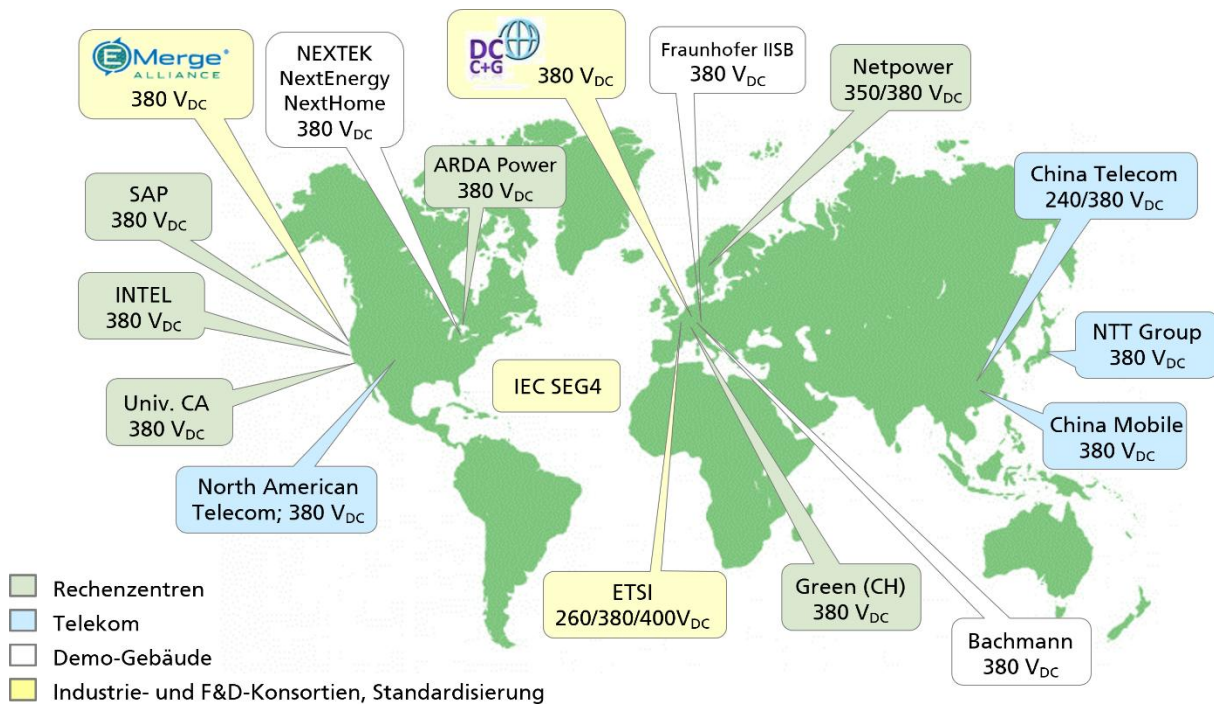 EMerge®
ALLIANCE
380 VDC
NEXTEK
NextEnergy
NextHome
380 VDC
DC
C+G
380 VDC
Fraunhofer IISB
380 VDC
Netpower
350/380 VDC
ARDA Power
380 VDC
China Telecom
240/380 VDC
SAP
380 VDC
INTEL
380 VDC
NTT Group
380 VDC
IEC SEG4
Univ. CA
380 VDC
China Mobile
380 VDC
North American
Telecom; 380 VDC
ETSI
260/380/400VDC
Green (CH)
380 VDC
Bachmann
380 VDC
Rechenzentren
Telekom
Demo-Gebäude
Industrie- und F&D-Konsortien, Standardisierung